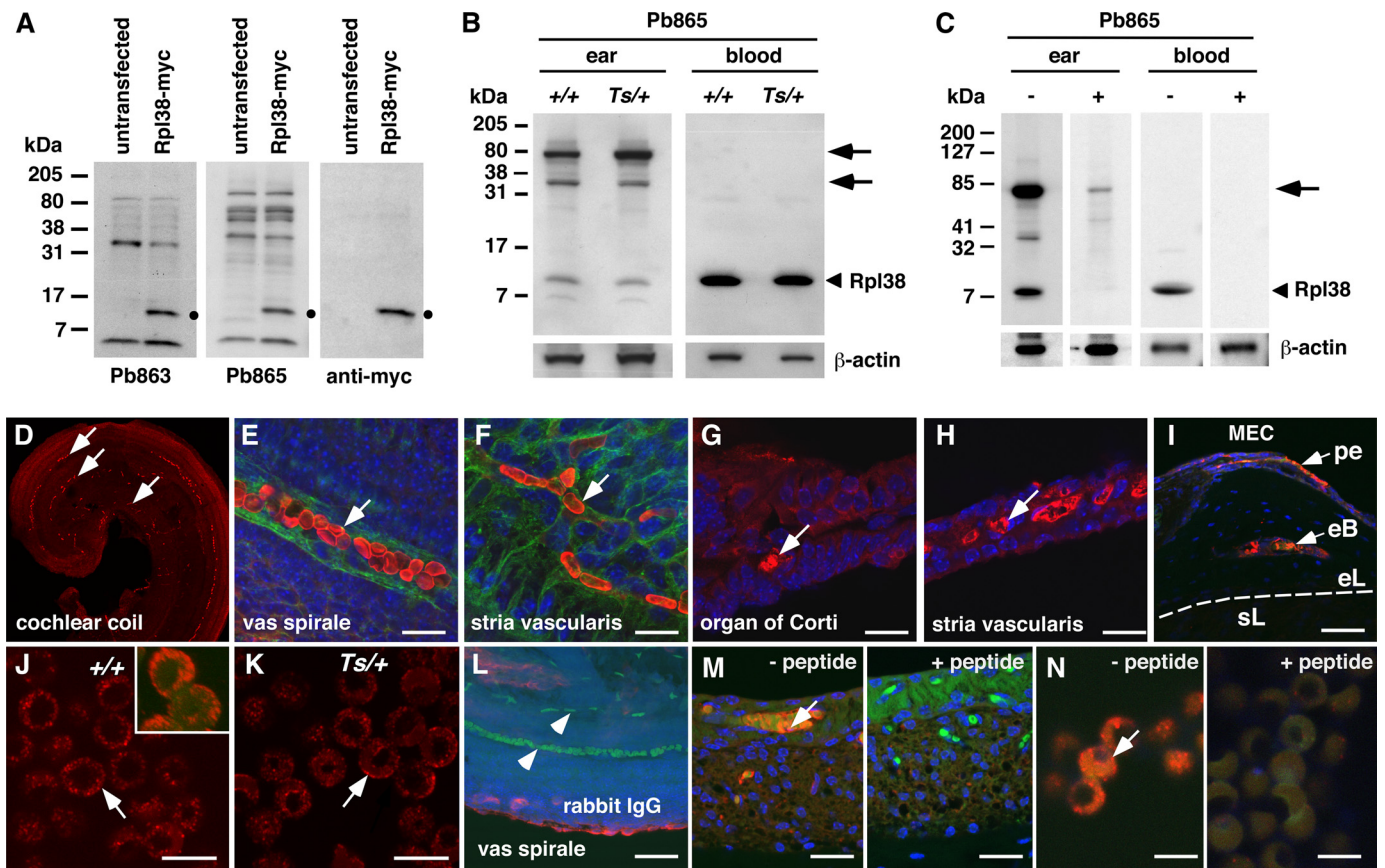 A
untransfected
Rpl38-myc
untransfected
Rpl38-myc
untransfected
Rpl38-myc
kDa
205
80
38
31
17
7
Pb863
Pb865
anti-myc
B
Pb865
ear
blood
kDa
+/+
Ts/+
+/+
Ts/+
205
80
38
31
17
7
Rpl38
β-actin
C
Pb865
ear
blood
kDa
-
+
-
+
200
127
85
41
32
7
Rpl38
β-actin
D
cochlear coil
E
vas spirale
F
stria vascularis
G
organ of Corti
H
stria vascularis
I
MEC
pe
eB
eL
sL
J
+/+
K
Ts/+
L
rabbit IgG
vas spirale
M
- peptide
+ peptide
N
- peptide
+ peptide